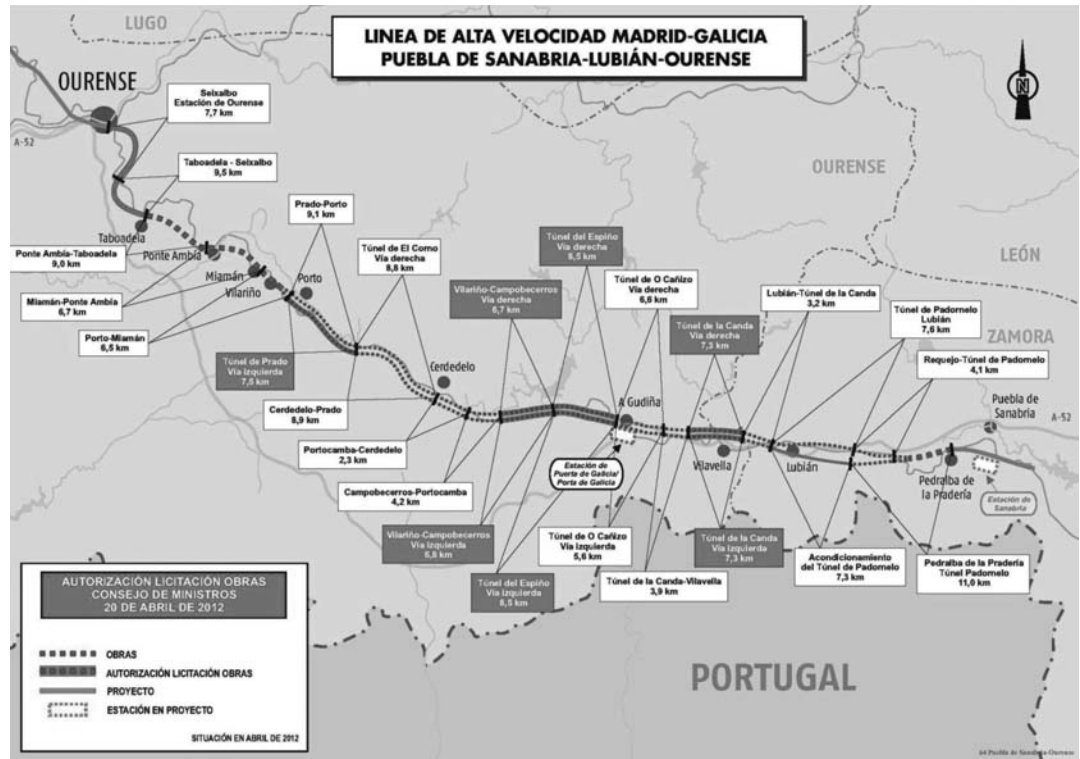 LINEA DE ALTA VELOCIDAD MADRID-GALICIA
PUEBLA DE SANABRIA-LUBIÁN-OURENSE
LUGO
OURENSE
N
A-52
Seixalbo
Estación de Ourense
7,7 km
Taboadela - Seixalbo
9,5 km
OURENSE
LEÓN
ZAMORA
Prado-Porto
9,1 km
Túnel de El Corno
Vía derecha
8,8 km
Túnel del Espiño
Vía derecha
8,5 km
Túnel de O Cañizo
Vía derecha
6,6 km
Vilariño-Campobecerros
Vía derecha
6,7 km
Túnel de la Canda
Vía derecha
7,3 km
Lubián-Túnel de la Canda
3,2 km
Túnel de Padornelo
Lubián
7,6 km
Requejo-Túnel de Padornelo
4,1 km
Taboadela
Ponte Ambía
Miamán
Vilariño
Porto
Cerdedelo
A Gudiña
Vilavella
Lubián
Puebla de
Sanabria
A-52
Pedralba de
la Pradería
Estación de
Sanabria
Ponte Ambía-Taboadela
9,0 km
Miamán-Ponte Ambía
6,7 km
Porto-Miamán
6,5 km
Túnel de Prado
Vía izquierda
7,6 km
Cerdedelo-Prado
8,9 km
Portocamba-Cerdedelo
2,3 km
Campobecerros-Portocamba
4,2 km
Estación de
Puerta de Galicia/
Porta de Galicia
Vilariño-Campobecerros
Vía izquierda
6,8 km
Túnel del Espiño
Vía izquierda
8,5 km
Túnel de O Cañizo
Vía izquierda
5,6 km
Túnel de la Canda-Vilavella
3,9 km
Túnel de la Canda
Vía izquierda
7,3 km
Acondicionamiento
del Túnel de Padornelo
7,3 km
Pedralba de la Pradería
Túnel Padornelo
11,0 km
PORTUGAL
AUTORIZACIÓN LICITACIÓN OBRAS
CONSEJO DE MINISTROS
20 DE ABRIL DE 2012
OBRAS
AUTORIZACIÓN LICITACIÓN OBRAS
PROYECTO
ESTACIÓN EN PROYECTO
SITUACIÓN EN ABRIL DE 2012
64 Puebla de Sanabria-Ourense